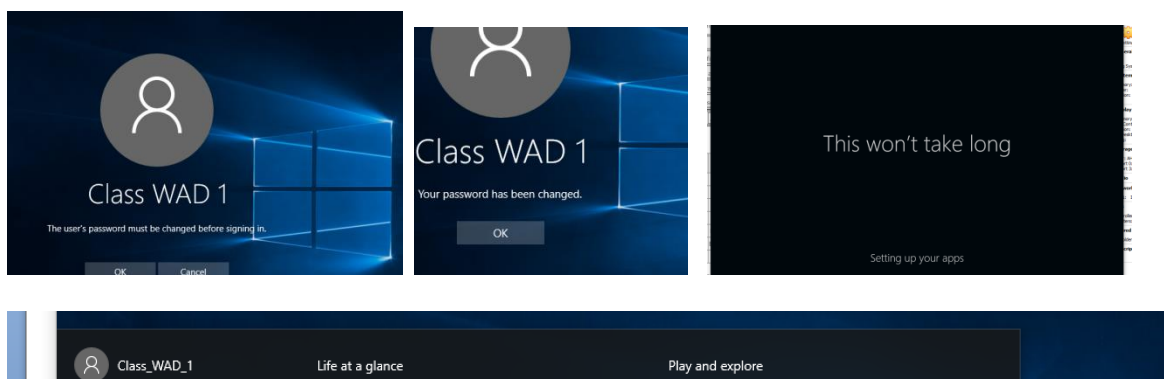 Class WAD 1
The user's password must be changed before signing in.
OK Cancel
Class WAD 1
Your password has been changed.
OK
This won't take long
Setting up your apps
Class_WAD_1 Life at a glance Play and explore